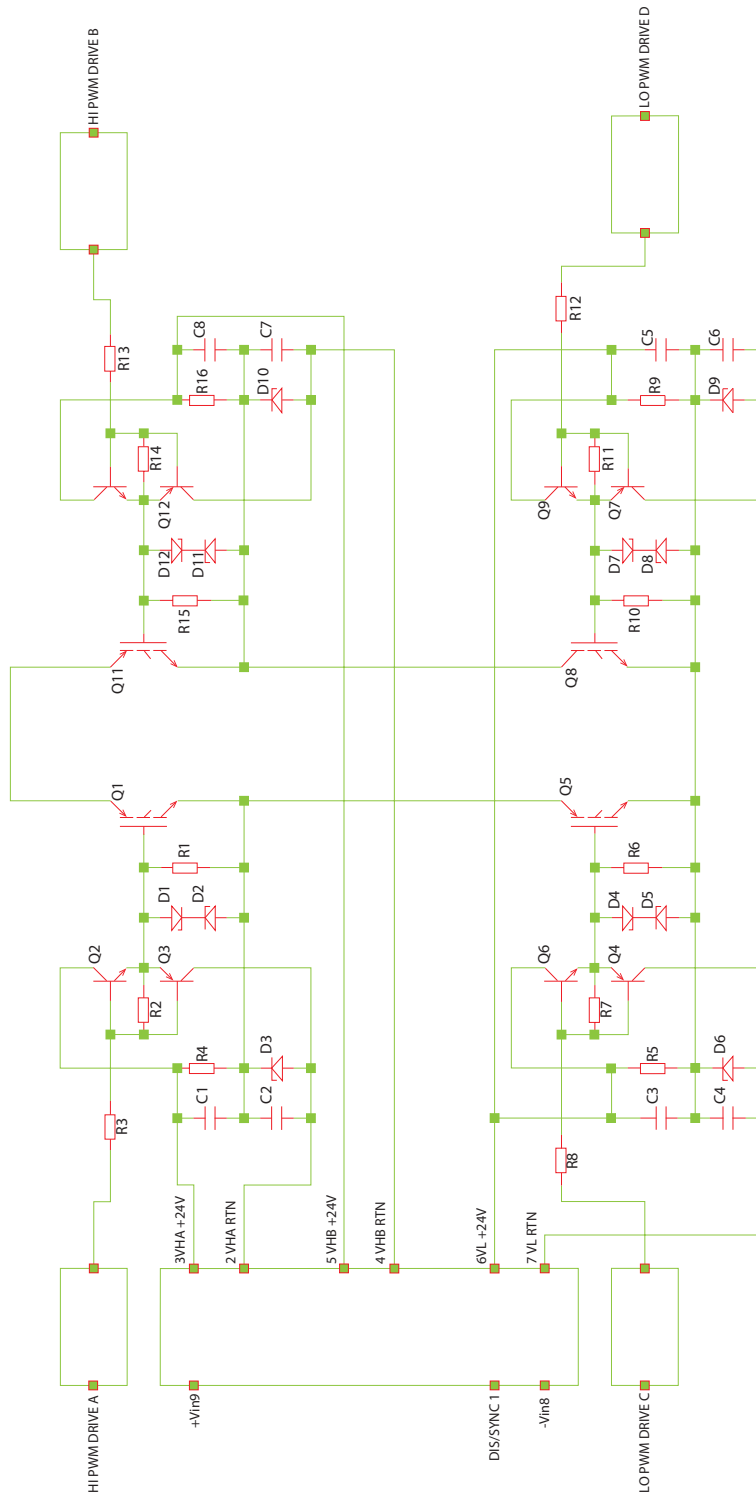 HI PWM DRIVE B
LO PWM DRIVE D
R13
R12
C8
C7
C5
C6
R16
D10
R9
D9
R14
Q12
Q9
R11
Q7
D12
D11
D7
D8
R15
R10
Q11
Q8
Q1
Q5
R1
R6
D1
D2
D4
D5
Q2
Q3
Q6
Q4
R2
R7
R4
D3
R5
D6
C1
C2
C3
C4
R3
R8
3VHA +24V
2 VHA RTN
5 VHB +24V
4 VHB RTN
6VL +24V
7 VL RTN
HI PWM DRIVE A
+Vin9
DIS/SYNC 1
-Vin8
LO PWM DRIVE C